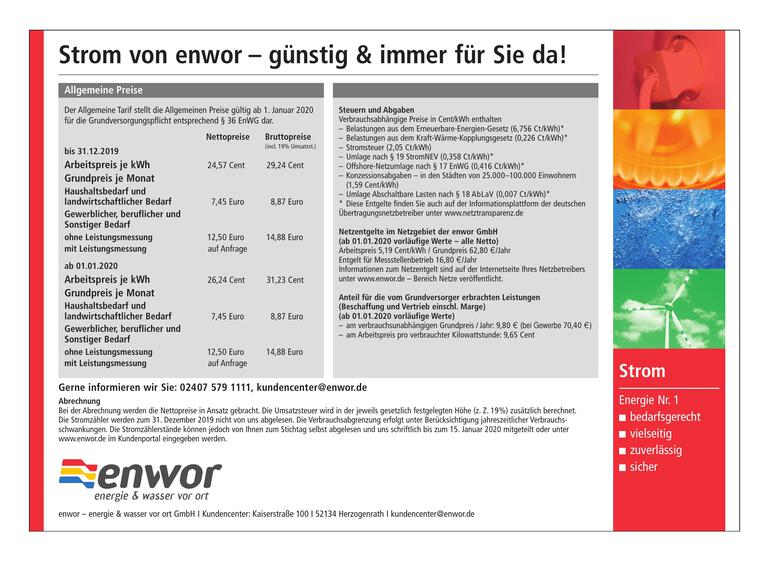 Strom von enwor – günstig & immer für Sie da!
Allgemeine Preise
Der Allgemeine Tarif stellt die Allgemeinen Preise gültig ab 1. Januar 2020
für die Grundversorgungspflicht entsprechend § 36 EnWG dar.
Nettopreise Bruttopreise
(incl. 19% Umsatzst.)
bis 31.12.2019
Arbeitspreis je kWh 24,57 Cent 29,24 Cent
Grundpreis je Monat
Haushaltsbedarf und
landwirtschaftlicher Bedarf 7,45 Euro 8,87 Euro
Gewerblicher, beruflicher und
Sonstiger Bedarf
ohne Leistungsmessung 12,50 Euro 14,88 Euro
mit Leistungsmessung auf Anfrage
ab 01.01.2020
Arbeitspreis je kWh 26,24 Cent 31,23 Cent
Grundpreis je Monat
Haushaltsbedarf und
landwirtschaftlicher Bedarf 7,45 Euro 8,87 Euro
Gewerblicher, beruflicher und
Sonstiger Bedarf
ohne Leistungsmessung 12,50 Euro 14,88 Euro
mit Leistungsmessung auf Anfrage
Steuern und Abgaben
Verbrauchsabhängige Preise in Cent/kWh enthalten
– Belastungen aus dem Erneuerbare-Energien-Gesetz (6,756 Ct/kWh)*
– Belastungen aus dem Kraft-Wärme-Kopplungsgesetz (0,226 Ct/kWh)*
– Stromsteuer (2,05 Ct/kWh)
– Umlage nach § 19 StromNEV (0,358 Ct/kWh)*
– Offshore-Netzumlage nach § 17 EnWG (0,416 Ct/kWh)*
– Konzessionsabgaben – in den Städten von 25.000–100.000 Einwohnern
(1,59 Cent/kWh)
– Umlage Abschaltbare Lasten nach § 18 AbLaV (0,007 Ct/kWh)*
* Diese Entgelte finden Sie auch auf der Informationsplattform der deutschen
Übertragungsnetzbetreiber unter www.netztransparenz.de
Netzentgelte im Netzgebiet der enwor GmbH
(ab 01.01.2020 vorläufige Werte – alle Netto)
Arbeitspreis 5,19 Cent/kWh / Grundpreis 62,80 €/Jahr
Entgelt für Messstellenbetrieb 16,80 €/Jahr
Informationen zum Netzentgelt sind auf der Internetseite Ihres Netzbetreibers
unter www.enwor.de – Bereich Netze veröffentlicht.
Anteil für die vom Grundversorger erbrachten Leistungen
(Beschaffung und Vertrieb einschl. Marge)
(ab 01.01.2020 vorläufige Werte)
– am verbrauchsunabhängigen Grundpreis / Jahr: 9,80 € (bei Gewerbe 70,40 €)
– am Arbeitspreis pro verbrauchter Kilowattstunde: 9,65 Cent
Gerne informieren wir Sie: 02407 579 1111, kundencenter@enwor.de
Abrechnung
Bei der Abrechnung werden die Nettopreise in Ansatz gebracht. Die Umsatzsteuer wird in der jeweils gesetzlich festgelegten Höhe (z. Z. 19%) zusätzlich berechnet.
Die Stromzähler werden zum 31. Dezember 2019 nicht von uns abgelesen. Die Verbrauchsabgrenzung erfolgt unter Berücksichtigung jahreszeitlicher Verbrauchs-
schwankungen. Die Stromzählerstände können jedoch von Ihnen zum Stichtag selbst abgelesen und uns schriftlich bis zum 15. Januar 2020 mitgeteilt oder unter
www.enwor.de im Kundenportal eingegeben werden.
enwor
energie & wasser vor ort
enwor – energie & wasser vor ort GmbH I Kundencenter: Kaiserstraße 100 I 52134 Herzogenrath I kundencenter@enwor.de
Strom
Energie Nr. 1
■ bedarfsgerecht
■ vielseitig
■ zuverlässig
■ sicher